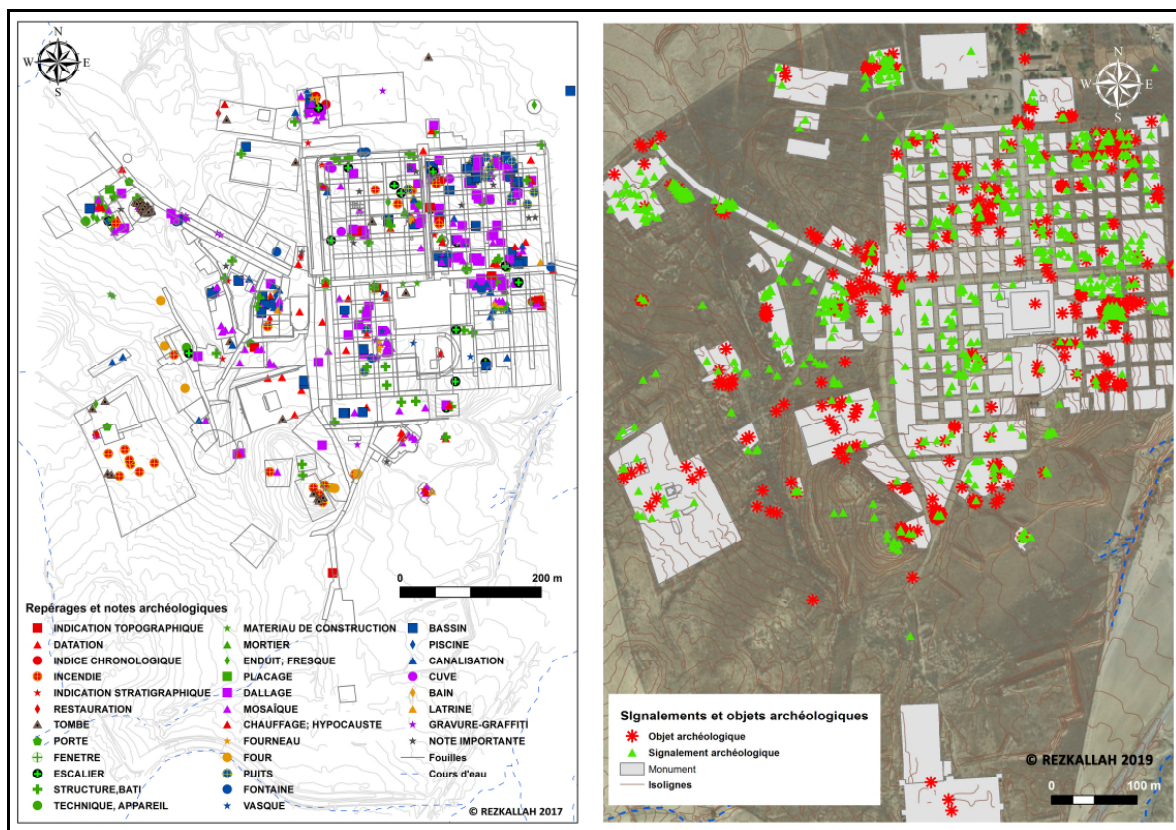 N
W E
S
0 200 m
Repérages et notes archéologiques
INDICATION TOPOGRAPHIQUE
DATATION
INDICE CHRONOLOGIQUE
INCENDIE
INDICATION STRATIGRAPHIQUE
RESTAURATION
TOMBE
PORTE
FENETRE
ESCALIER
STRUCTURE,BATI
TECHNIQUE, APPAREIL
MATERIAU DE CONSTRUCTION
MORTIER
ENDUIT; FRESQUE
PLACAGE
DALLAGE
MOSAÏQUE
CHAUFFAGE; HYPOCAUSTE
FOURNEAU
FOUR
PUITS
FONTAINE
VASQUE
BASSIN
PISCINE
CANALISATION
CUVE
BAIN
LATRINE
GRAVURE-GRAFFITI
NOTE IMPORTANTE
Fouilles
Cours d'eau
© REZKALLAH 2017
N
W E
S
SIgnalements et objets archéologiques
Objet archéologique
Signalement archéologique
Monument
Isolignes
© REZKALLAH 2019
0 100 m